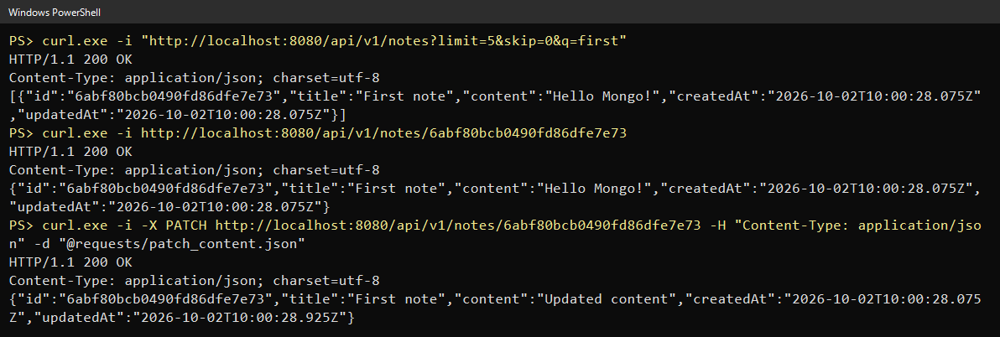 Windows PowerShell
PS> curl.exe -i "http://localhost:8080/api/v1/notes?limit=5&skip=0&q=first"
HTTP/1.1 200 OK
Content-Type: application/json; charset=utf-8
[{"id":"6abf80bcb0490fd86dfe7e73","title":"First note","content":"Hello Mongo!","createdAt":"2026-10-02T10:00:28.075Z"
,"updatedAt":"2026-10-02T10:00:28.075Z"}]
PS> curl.exe -i http://localhost:8080/api/v1/notes/6abf80bcb0490fd86dfe7e73
HTTP/1.1 200 OK
Content-Type: application/json; charset=utf-8
{"id":"6abf80bcb0490fd86dfe7e73","title":"First note","content":"Hello Mongo!","createdAt":"2026-10-02T10:00:28.075Z",
"updatedAt":"2026-10-02T10:00:28.075Z"}
PS> curl.exe -i -X PATCH http://localhost:8080/api/v1/notes/6abf80bcb0490fd86dfe7e73 -H "Content-Type: application/jso
n" -d "@requests/patch_content.json"
HTTP/1.1 200 OK
Content-Type: application/json; charset=utf-8
{"id":"6abf80bcb0490fd86dfe7e73","title":"First note","content":"Updated content","createdAt":"2026-10-02T10:00:28.075
Z","updatedAt":"2026-10-02T10:00:28.925Z"}